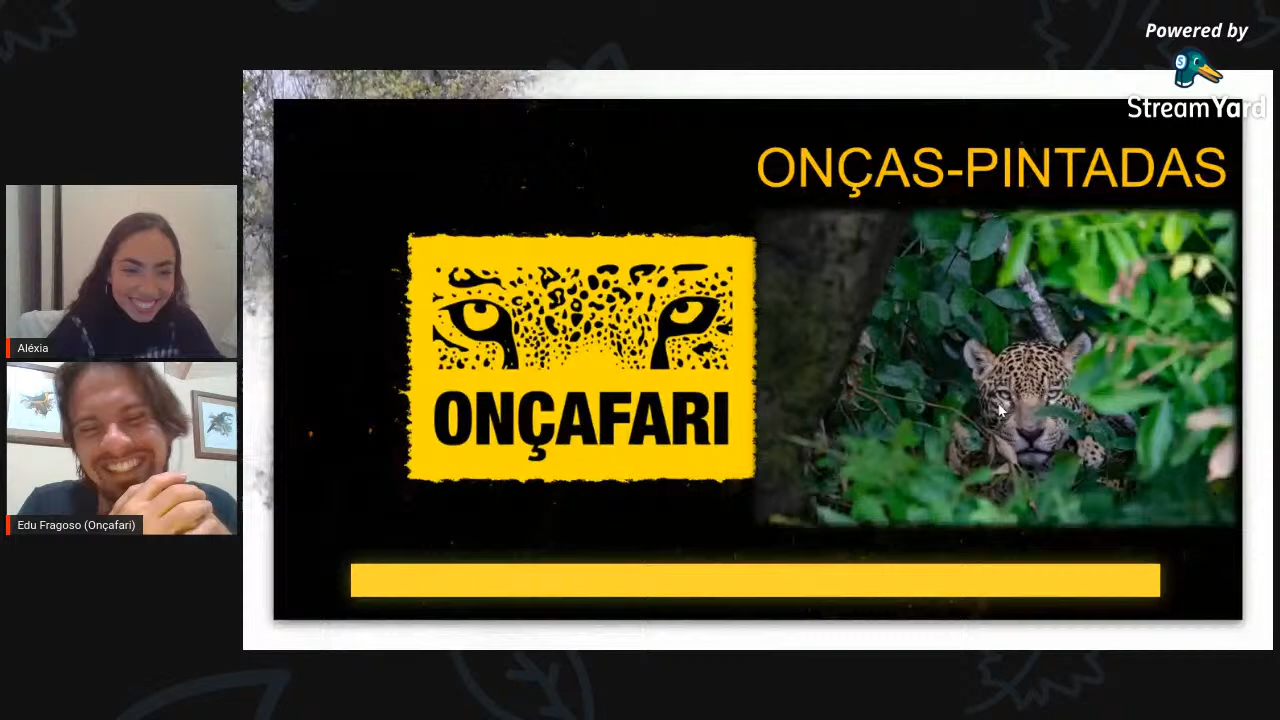 Powered by
StreamYard
ONÇAS-PINTADAS
ONÇAFARI
Aléxia
Edu Fragoso (Onçafari)